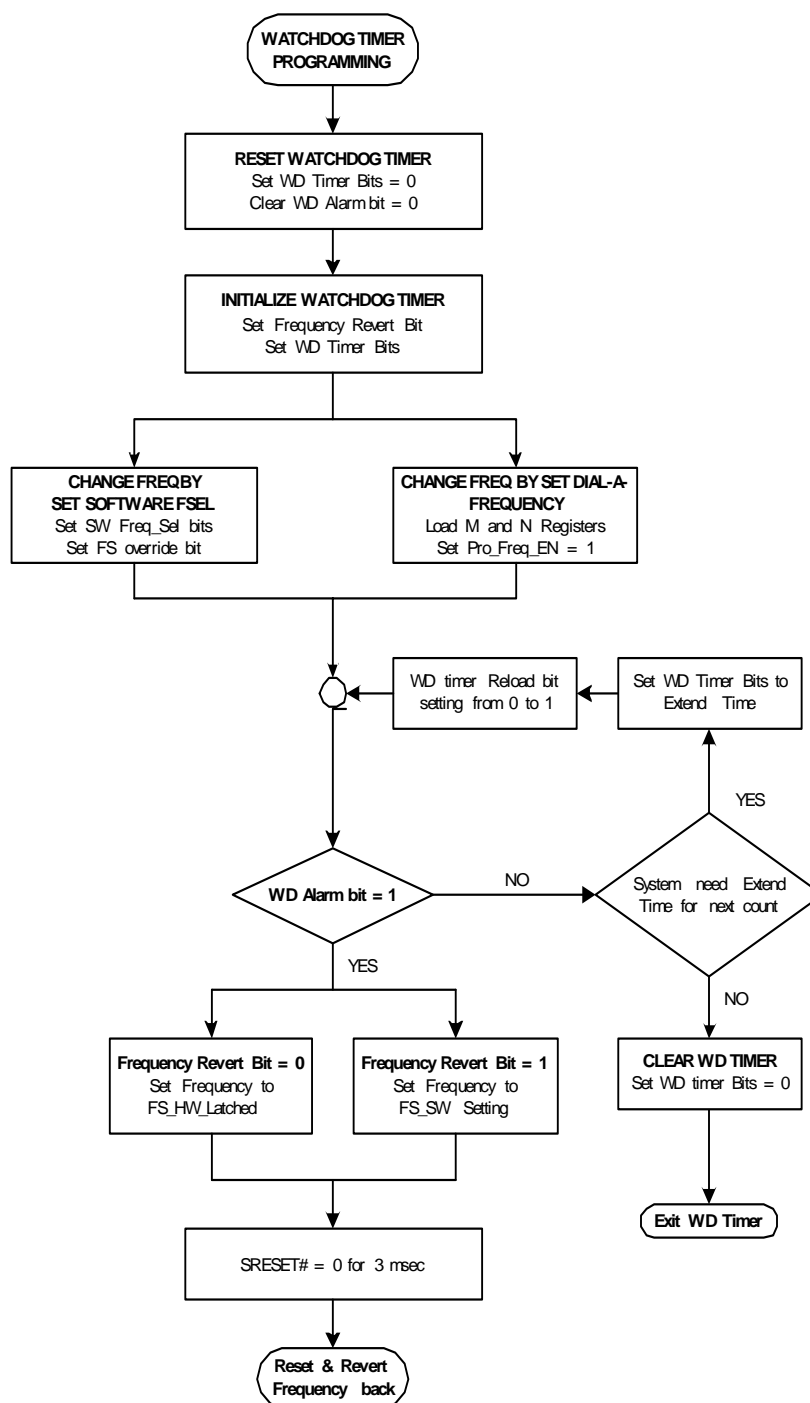 WATCHDOG TIMER
PROGRAMMING
RESET WATCHDOG TIMER
Set WD Timer Bits = 0
Clear WD Alarm bit = 0
INITIALIZE WATCHDOG TIMER
Set Frequency Revert Bit
Set WD Timer Bits
CHANGE FREQ BY
SET SOFTWARE FSEL
Set SW Freq_Sel bits
Set FS override bit
CHANGE FREQ BY SET DIAL-A-
FREQUENCY
Load M and N Registers
Set Pro_Freq_EN = 1
WD timer Reload bit
setting from 0 to 1
Set WD Timer Bits to
Extend Time
YES
WD Alarm bit = 1
NO
System need Extend
Time for next count
YES
NO
Frequency Revert Bit = 0
Set Frequency to
FS_HW_Latched
Frequency Revert Bit = 1
Set Frequency to
FS_SW Setting
CLEAR WD TIMER
Set WD timer Bits = 0
Exit WD Timer
SRESET# = 0 for 3 msec
Reset & Revert
Frequency back